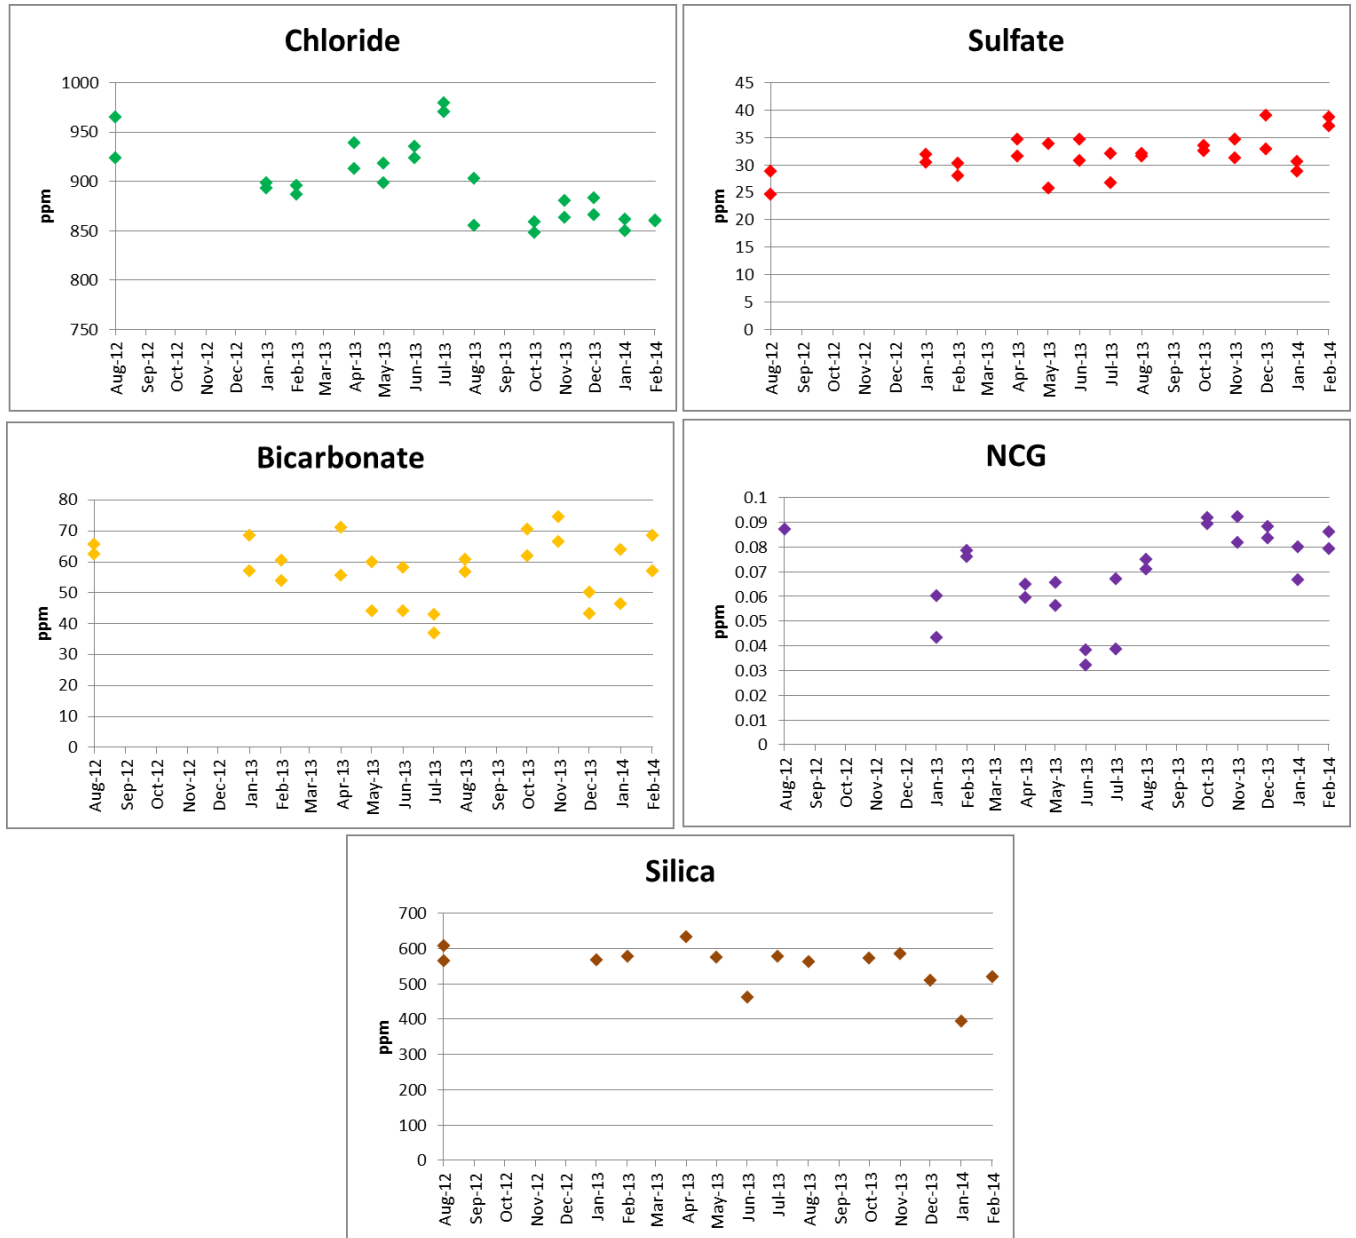 Chloride
1000
950
900
850
800
750
ppm
Aug-12
Sep-12
Oct-12
Nov-12
Dec-12
Jan-13
Feb-13
Mar-13
Apr-13
May-13
Jun-13
Jul-13
Aug-13
Sep-13
Oct-13
Nov-13
Dec-13
Jan-14
Feb-14
Sulfate
45
40
35
30
25
20
15
10
5
0
ppm
Aug-12
Sep-12
Oct-12
Nov-12
Dec-12
Jan-13
Feb-13
Mar-13
Apr-13
May-13
Jun-13
Jul-13
Aug-13
Sep-13
Oct-13
Nov-13
Dec-13
Jan-14
Feb-14
Bicarbonate
80
70
60
50
40
30
20
10
0
ppm
Aug-12
Sep-12
Oct-12
Nov-12
Dec-12
Jan-13
Feb-13
Mar-13
Apr-13
May-13
Jun-13
Jul-13
Aug-13
Sep-13
Oct-13
Nov-13
Dec-13
Jan-14
Feb-14
NCG
0.1
0.09
0.08
0.07
0.06
0.05
0.04
0.03
0.02
0.01
0
ppm
Aug-12
Sep-12
Oct-12
Nov-12
Dec-12
Jan-13
Feb-13
Mar-13
Apr-13
May-13
Jun-13
Jul-13
Aug-13
Sep-13
Oct-13
Nov-13
Dec-13
Jan-14
Feb-14
Silica
700
600
500
400
300
200
100
0
ppm
Aug-12
Sep-12
Oct-12
Nov-12
Dec-12
Jan-13
Feb-13
Mar-13
Apr-13
May-13
Jun-13
Jul-13
Aug-13
Sep-13
Oct-13
Nov-13
Dec-13
Jan-14
Feb-14